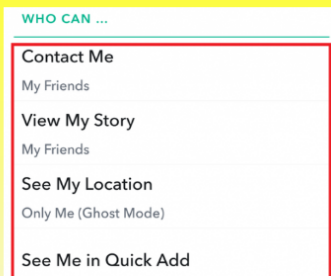 WHO CAN ...
Contact Me
My Friends
View My Story
My Friends
See My Location
Only Me (Ghost Mode)
See Me in Quick Add